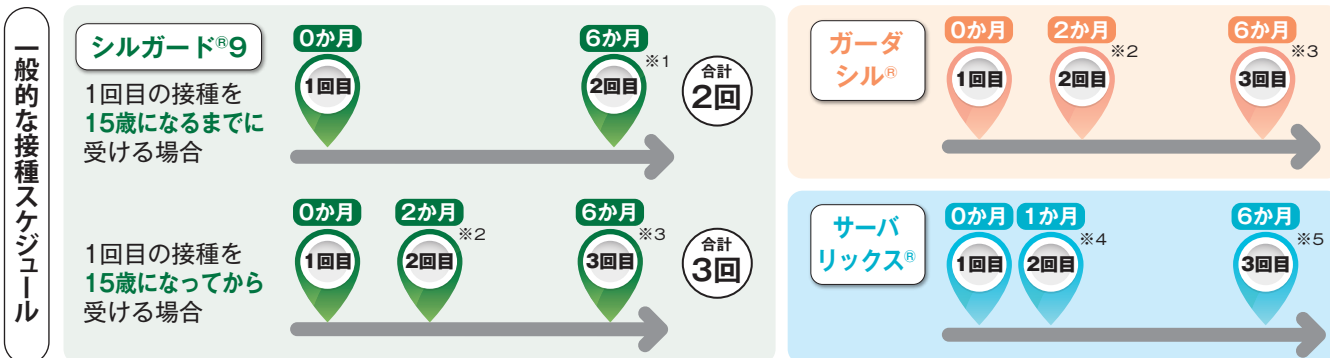 一般的な接種スケジュール
シルガード®9
1回目の接種を
15歳になるまでに
受ける場合
0か月
6か月
1回目
2回目
※1
合計
2回
1回目の接種を
15歳になってから
受ける場合
0か月
2か月
6か月
1回目
2回目
※2
3回目
※3
合計
3回
ガーダ
シル®
0か月
2か月
6か月
1回目
2回目
※2
3回目
※3
サーバ
リックス®
0か月
1か月
6か月
1回目
2回目
※4
3回目
※5